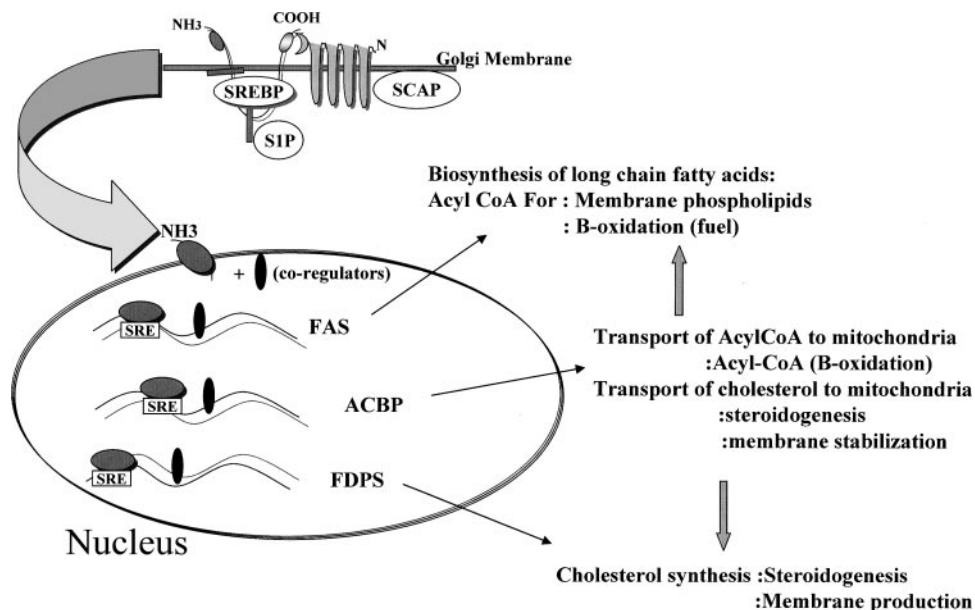 COOH
NH3
N
Golgi Membrane
SREBP
SCAP
S1P
Biosynthesis of long chain fatty acids:
Acyl CoA For : Membrane phospholipids
: B-oxidation (fuel)
NH3
+ (co-regulators)
FAS
SRE
Transport of AcylCoA to mitochondria
:Acyl-CoA (B-oxidation)
Transport of cholesterol to mitochondria
:steroidogenesis
:membrane stabilization
ACBP
SRE
FDPS
SRE
Nucleus
Cholesterol synthesis :Steroidogenesis
:Membrane production